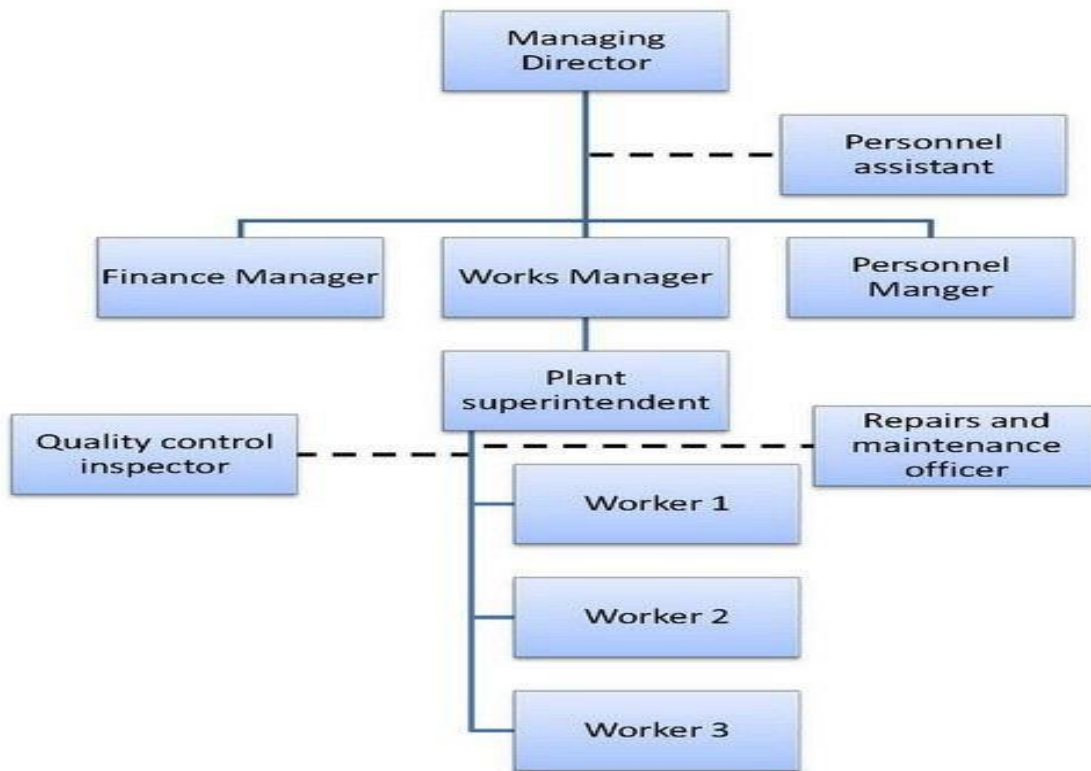 Managing
Director
Personnel
assistant
Finance Manager
Works Manager
Personnel
Manger
Plant
superintendent
Quality control
inspector
Repairs and
maintenance
officer
Worker 1
Worker 2
Worker 3